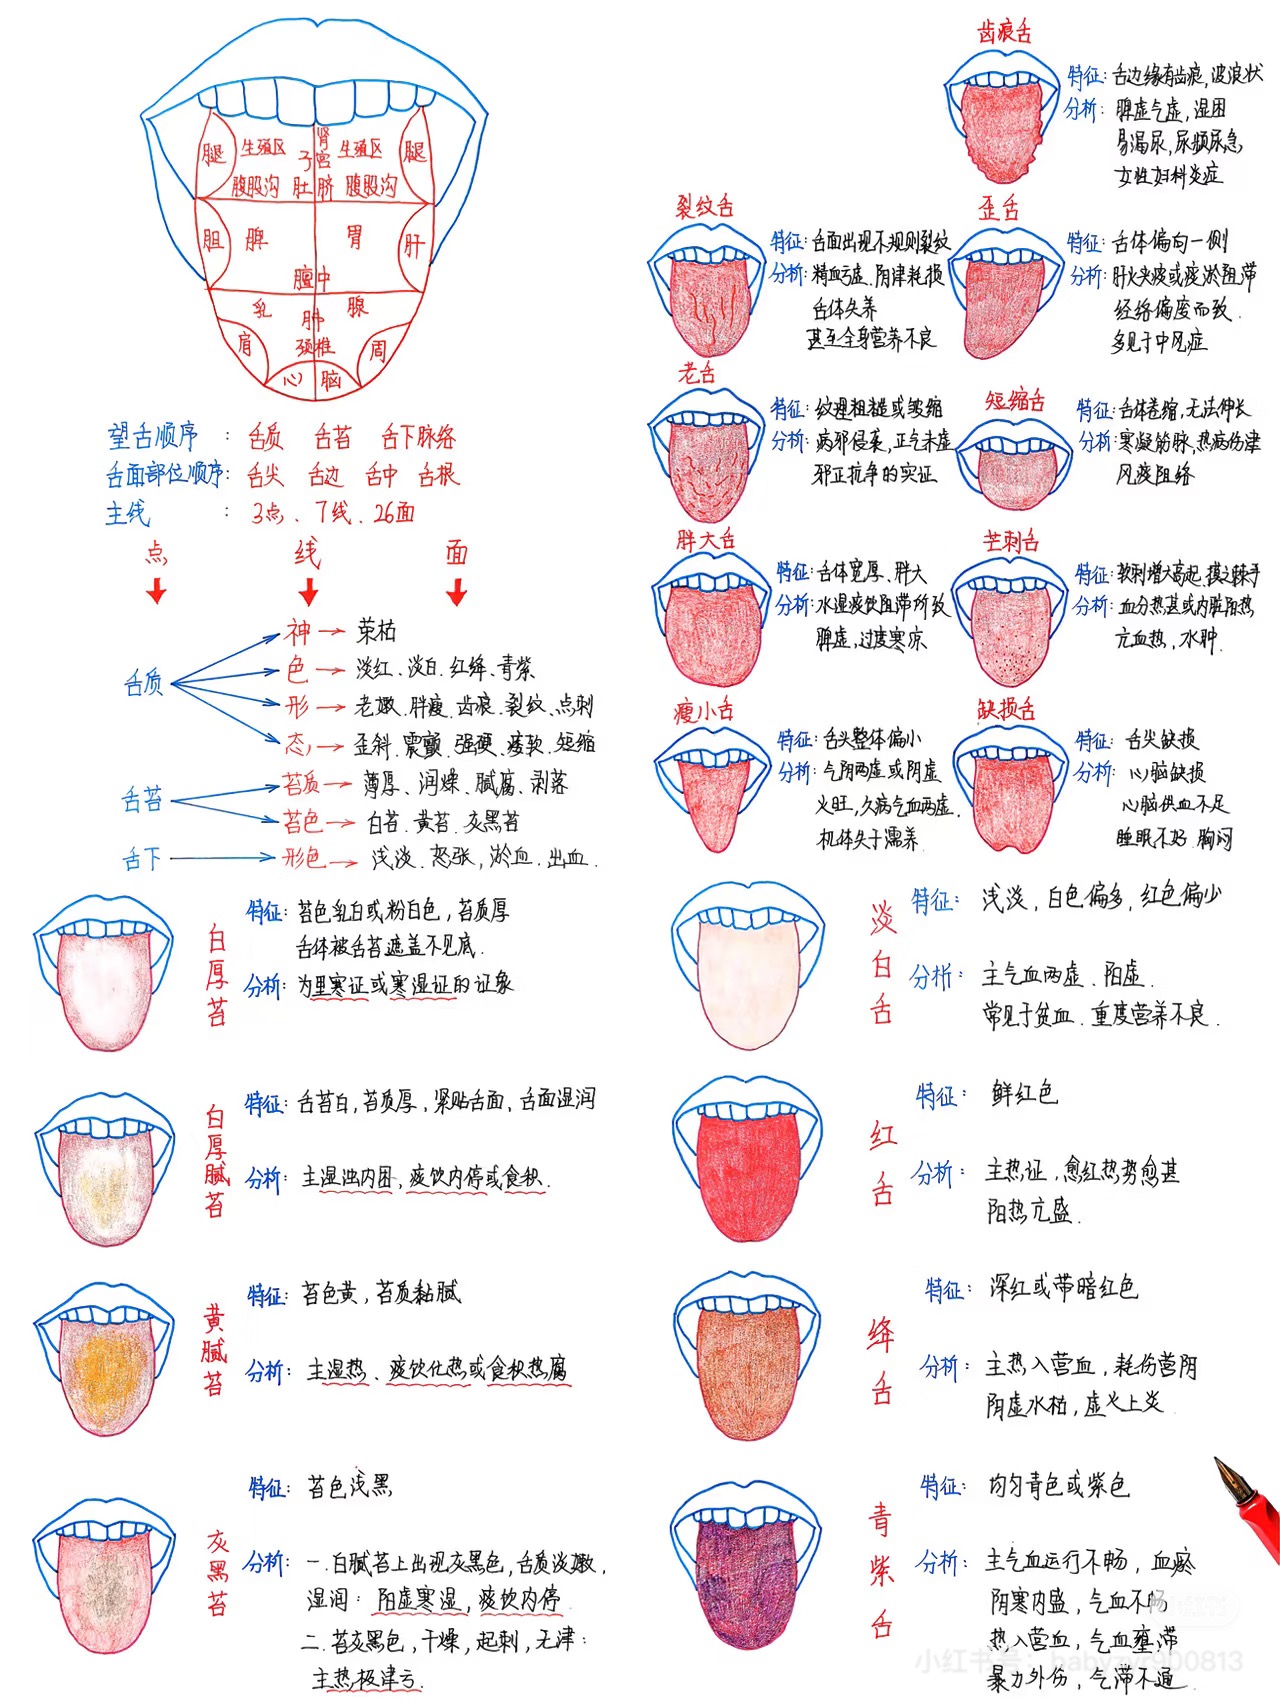 腿 生殖区 子宫 肾 生殖区 腿
腹股沟 肚脐 腹股沟
胆 脾 胃 肝
膻中
乳 肺 腺
肩 颈椎 周
心 脑
望舌顺序 : 舌质 舌苔 舌下脉络
舌面部位顺序: 舌尖 舌边 舌中 舌根
主线 : 3点、7线、26面
点 线 面
舌质
神→荣枯
色→淡红、淡白、红绛、青紫
形→老嫩、胖瘦、齿痕、裂纹、点刺
态→歪斜、震颤、强硬、痿软、短缩
舌苔
苔质→薄厚、润燥、腻腐、剥落
苔色→白苔、黄苔、灰黑苔
舌下→形色→浅淡、怒张,淤血、出血.
齿痕舌
特征:舌边缘有齿痕,波浪状
分析:脾虚气虚,湿困
易漏尿,尿频尿急
女性妇科炎症
裂纹舌
特征:舌面出现不规则裂纹
分析:精血亏虚、阴津耗损
舌体失养
甚至全身营养不良
歪舌
特征:舌体偏向一侧
分析:肝火夹痰或痰淤阻滞
经络偏废而致.
多见于中风症
老舌
特征:纹理粗糙或皱缩
分析:病邪侵袭,正气未虚
邪正抗争的实证
短缩舌
特征:舌体卷缩,无法伸长
分析:寒凝筋脉,热病伤津
风痰阻络
胖大舌
特征:舌体宽厚、胖大
分析:水湿痰饮阻滞所致
脾虚,过度寒凉
芒刺舌
特征:软刺增大高起,摸之棘手
分析:血分热甚或内脏阳热
亢血热,水肿.
瘦小舌
特征:舌头整体偏小
分析:气阴两虚或阴虚
火旺,久病气血两虚.
机体失于濡养.
缺损舌
特征:舌尖缺损
分析:心脑缺损
心脑供血不足
睡眠不好 胸闷
白厚苔
特征:苔色乳白或粉白色,苔质厚
舌体被舌苔遮盖不见底.
分析:为里寒证或寒湿证的证象
白厚腻苔
特征:舌苔白,苔质厚,紧贴舌面,舌面湿润
分析:主湿浊内困,痰饮内停或食积.
黄腻苔
特征:苔色黄,苔质黏腻
分析:主湿热、痰饮化热或食积热腐
灰黑苔
特征:苔色浅黑
分析:一.白腻苔上出现灰黑色,舌质淡嫩,
湿润:阳虚寒湿,痰饮内停.
二.苔灰黑色,干燥,起刺,无津:
主热极津亏.
淡白舌
特征:浅淡,白色偏多,红色偏少
分析:主气血两虚、阳虚.
常见于贫血、重度营养不良.
红舌
特征:鲜红色
分析:主热证,愈红热势愈甚
阳热亢盛.
绛舌
特征:深红或带暗红色
分析:主热入营血,耗伤营阴
阴虚水枯,虚火上炎
青紫舌
特征:均匀青色或紫色
分析:主气血运行不畅,血瘀
阴寒内盛,气血不畅
热入营血,气血壅滞
暴力外伤,气滞不通
小红书号:babyzyr900813